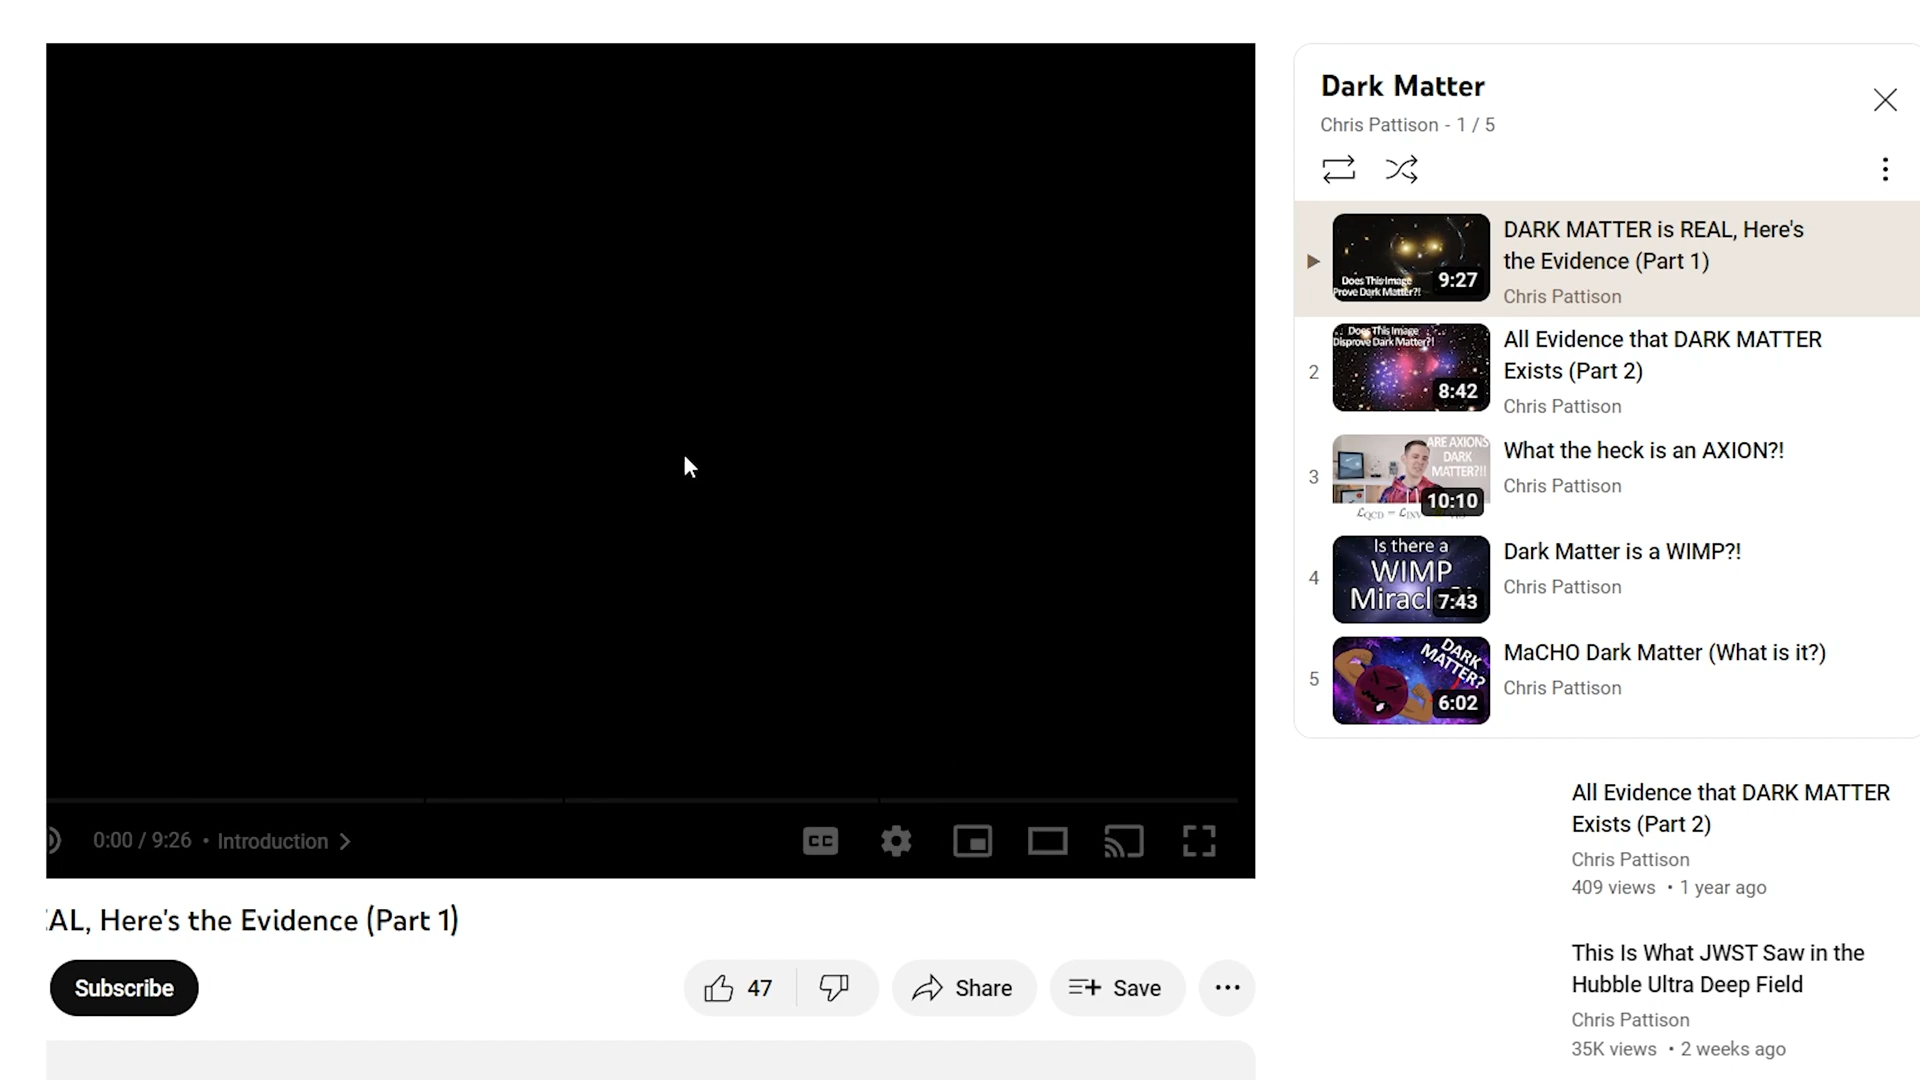 Dark Matter
Chris Pattison - 1 / 5
Does This Image
Prove Dark Matter?!
9:27
DARK MATTER is REAL, Here's
the Evidence (Part 1)
Chris Pattison
2
Does This Image
Disprove Dark Matter?!
8:42
All Evidence that DARK MATTER
Exists (Part 2)
Chris Pattison
3
ARE AXIONS
DARK
MATTER?!!
10:10
What the heck is an AXION?!
Chris Pattison
4
Is there a
WIMP
7:43
Dark Matter is a WIMP?!
Chris Pattison
5
DARK
MATTER?
6:02
MaCHO Dark Matter (What is it?)
Chris Pattison
0:00 / 9:26 • Introduction
CC
AL, Here's the Evidence (Part 1)
Subscribe
47
Share
Save
All Evidence that DARK MATTER
Exists (Part 2)
Chris Pattison
409 views • 1 year ago
This Is What JWST Saw in the
Hubble Ultra Deep Field
Chris Pattison
35K views • 2 weeks ago